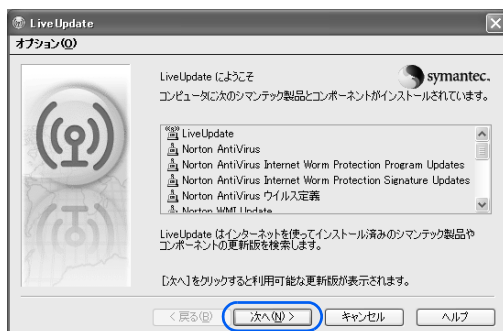 LiveUpdate
オプション(O)
LiveUpdate にようこそ
symantec.
コンピュータに次のシマンテック製品とコンポーネントがインストールされています。
LiveUpdate
Norton AntiVirus
Norton AntiVirus Internet Worm Protection Program Updates
Norton AntiVirus Internet Worm Protection Signature Updates
Norton AntiVirus ウイルス定義
Norton WMI Update
LiveUpdate はインターネットを使ってインストール済みのシマンテック製品や
コンポーネントの更新版を検索します。
[次へ]をクリックすると利用可能な更新版が表示されます。
< 戻る(B) 次へ(N) > キャンセル ヘルプ